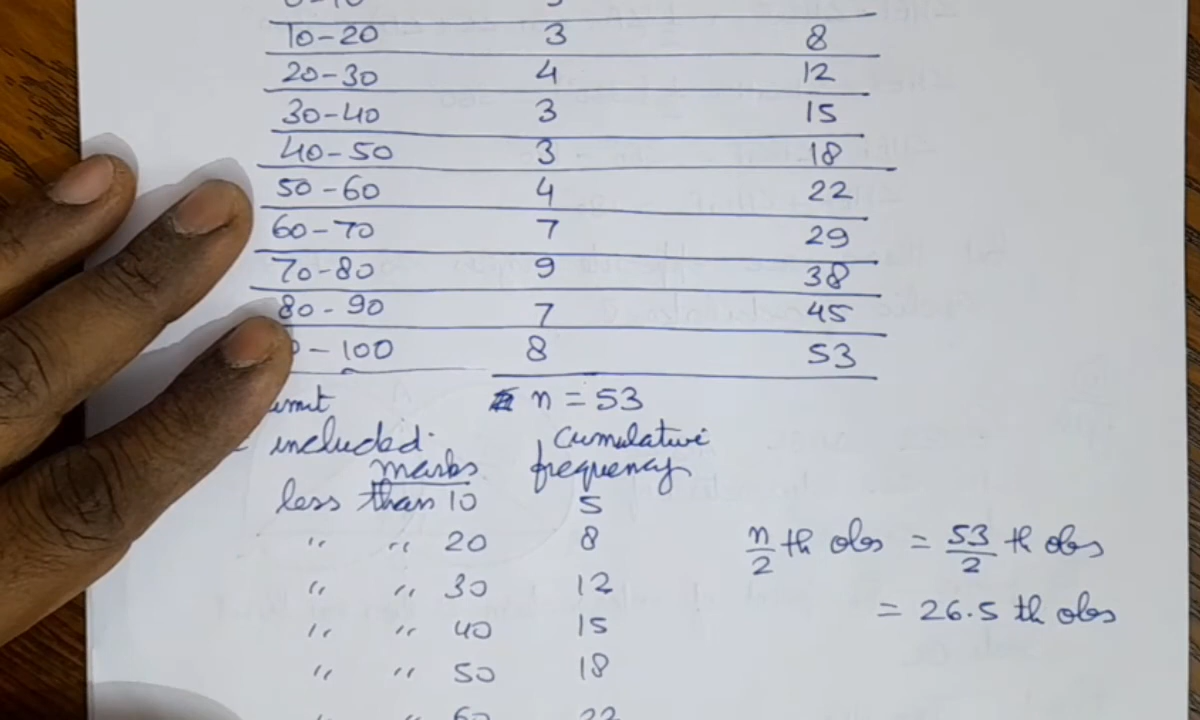 10-20 3 8
20-30 4 12
30-40 3 15
40-50 3 18
50-60 4 22
60-70 7 29
70-80 9 38
80-90 7 45
-100 8 53
n = 53
included.
marks Cumulative frequency
less than 10 5
" " 20 8
" " 30 12
" " 40 15
" " 50 18
" " 60 22
n/2 th obs = 53/2 th obs
= 26.5 th obs